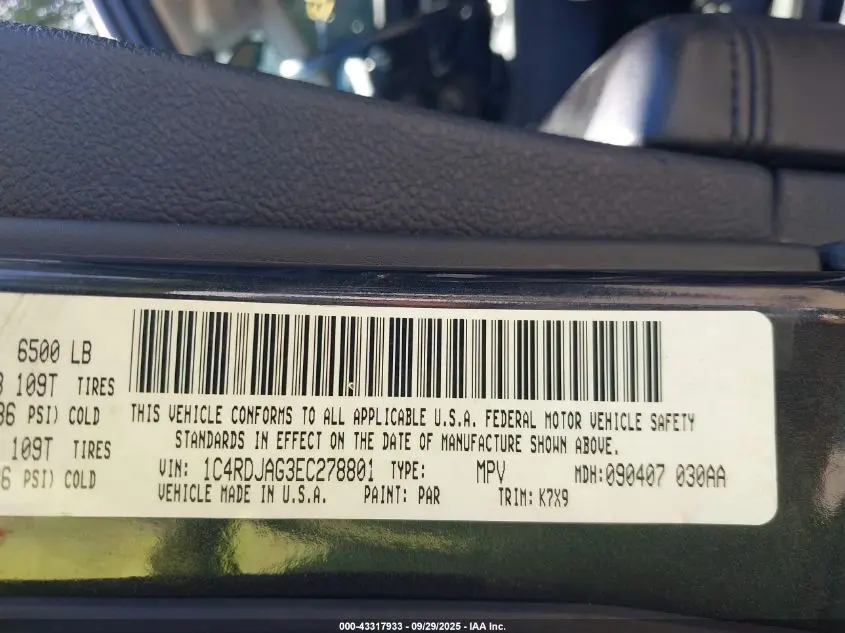 6500 LB
109T TIRES
PSI) COLD
109T TIRES
PSI) COLD
THIS VEHICLE CONFORMS TO ALL APPLICABLE U.S.A. FEDERAL MOTOR VEHICLE SAFETY
STANDARDS IN EFFECT ON THE DATE OF MANUFACTURE SHOWN ABOVE.
VIN: 1C4RDJAG3EC278801 TYPE: MPV MDH:090407 030AA
VEHICLE MADE IN U.S.A. PAINT: PAR TRIM: K7X9
000-43317933 - 09/29/2025 - IAA Inc.